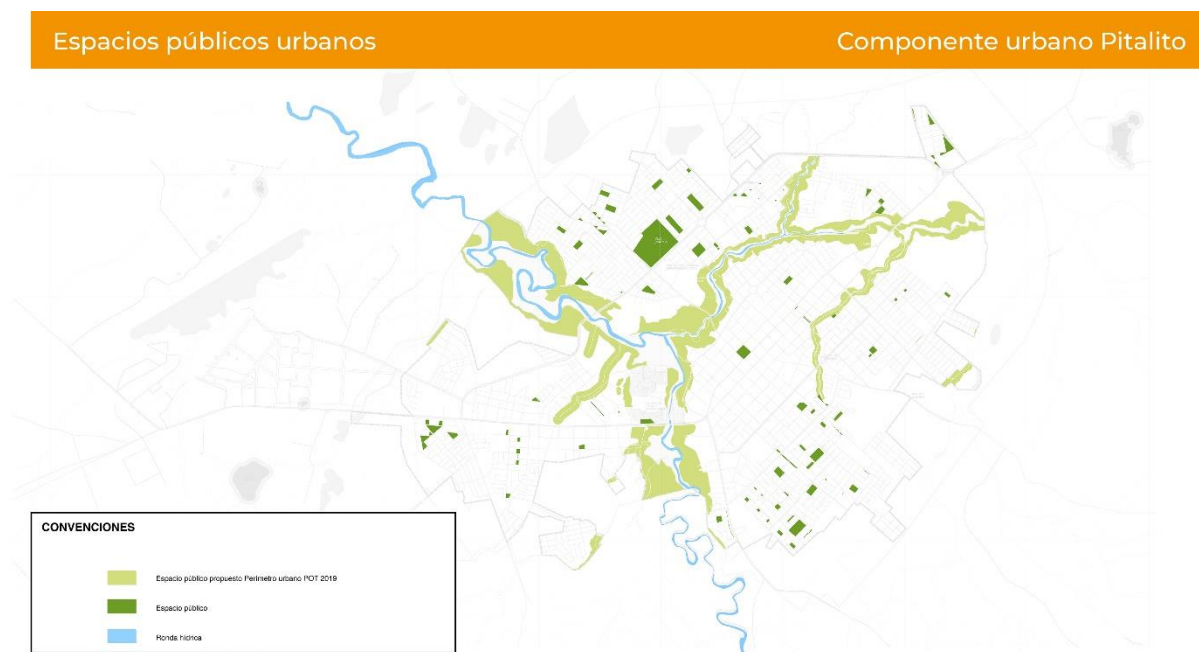 Espacios públicos urbanos
Componente urbano Pitalito
CONVENCIONES
Espacio público propuesto Perímetro urbano POT 2019
Espacio público
Ronda hídrica